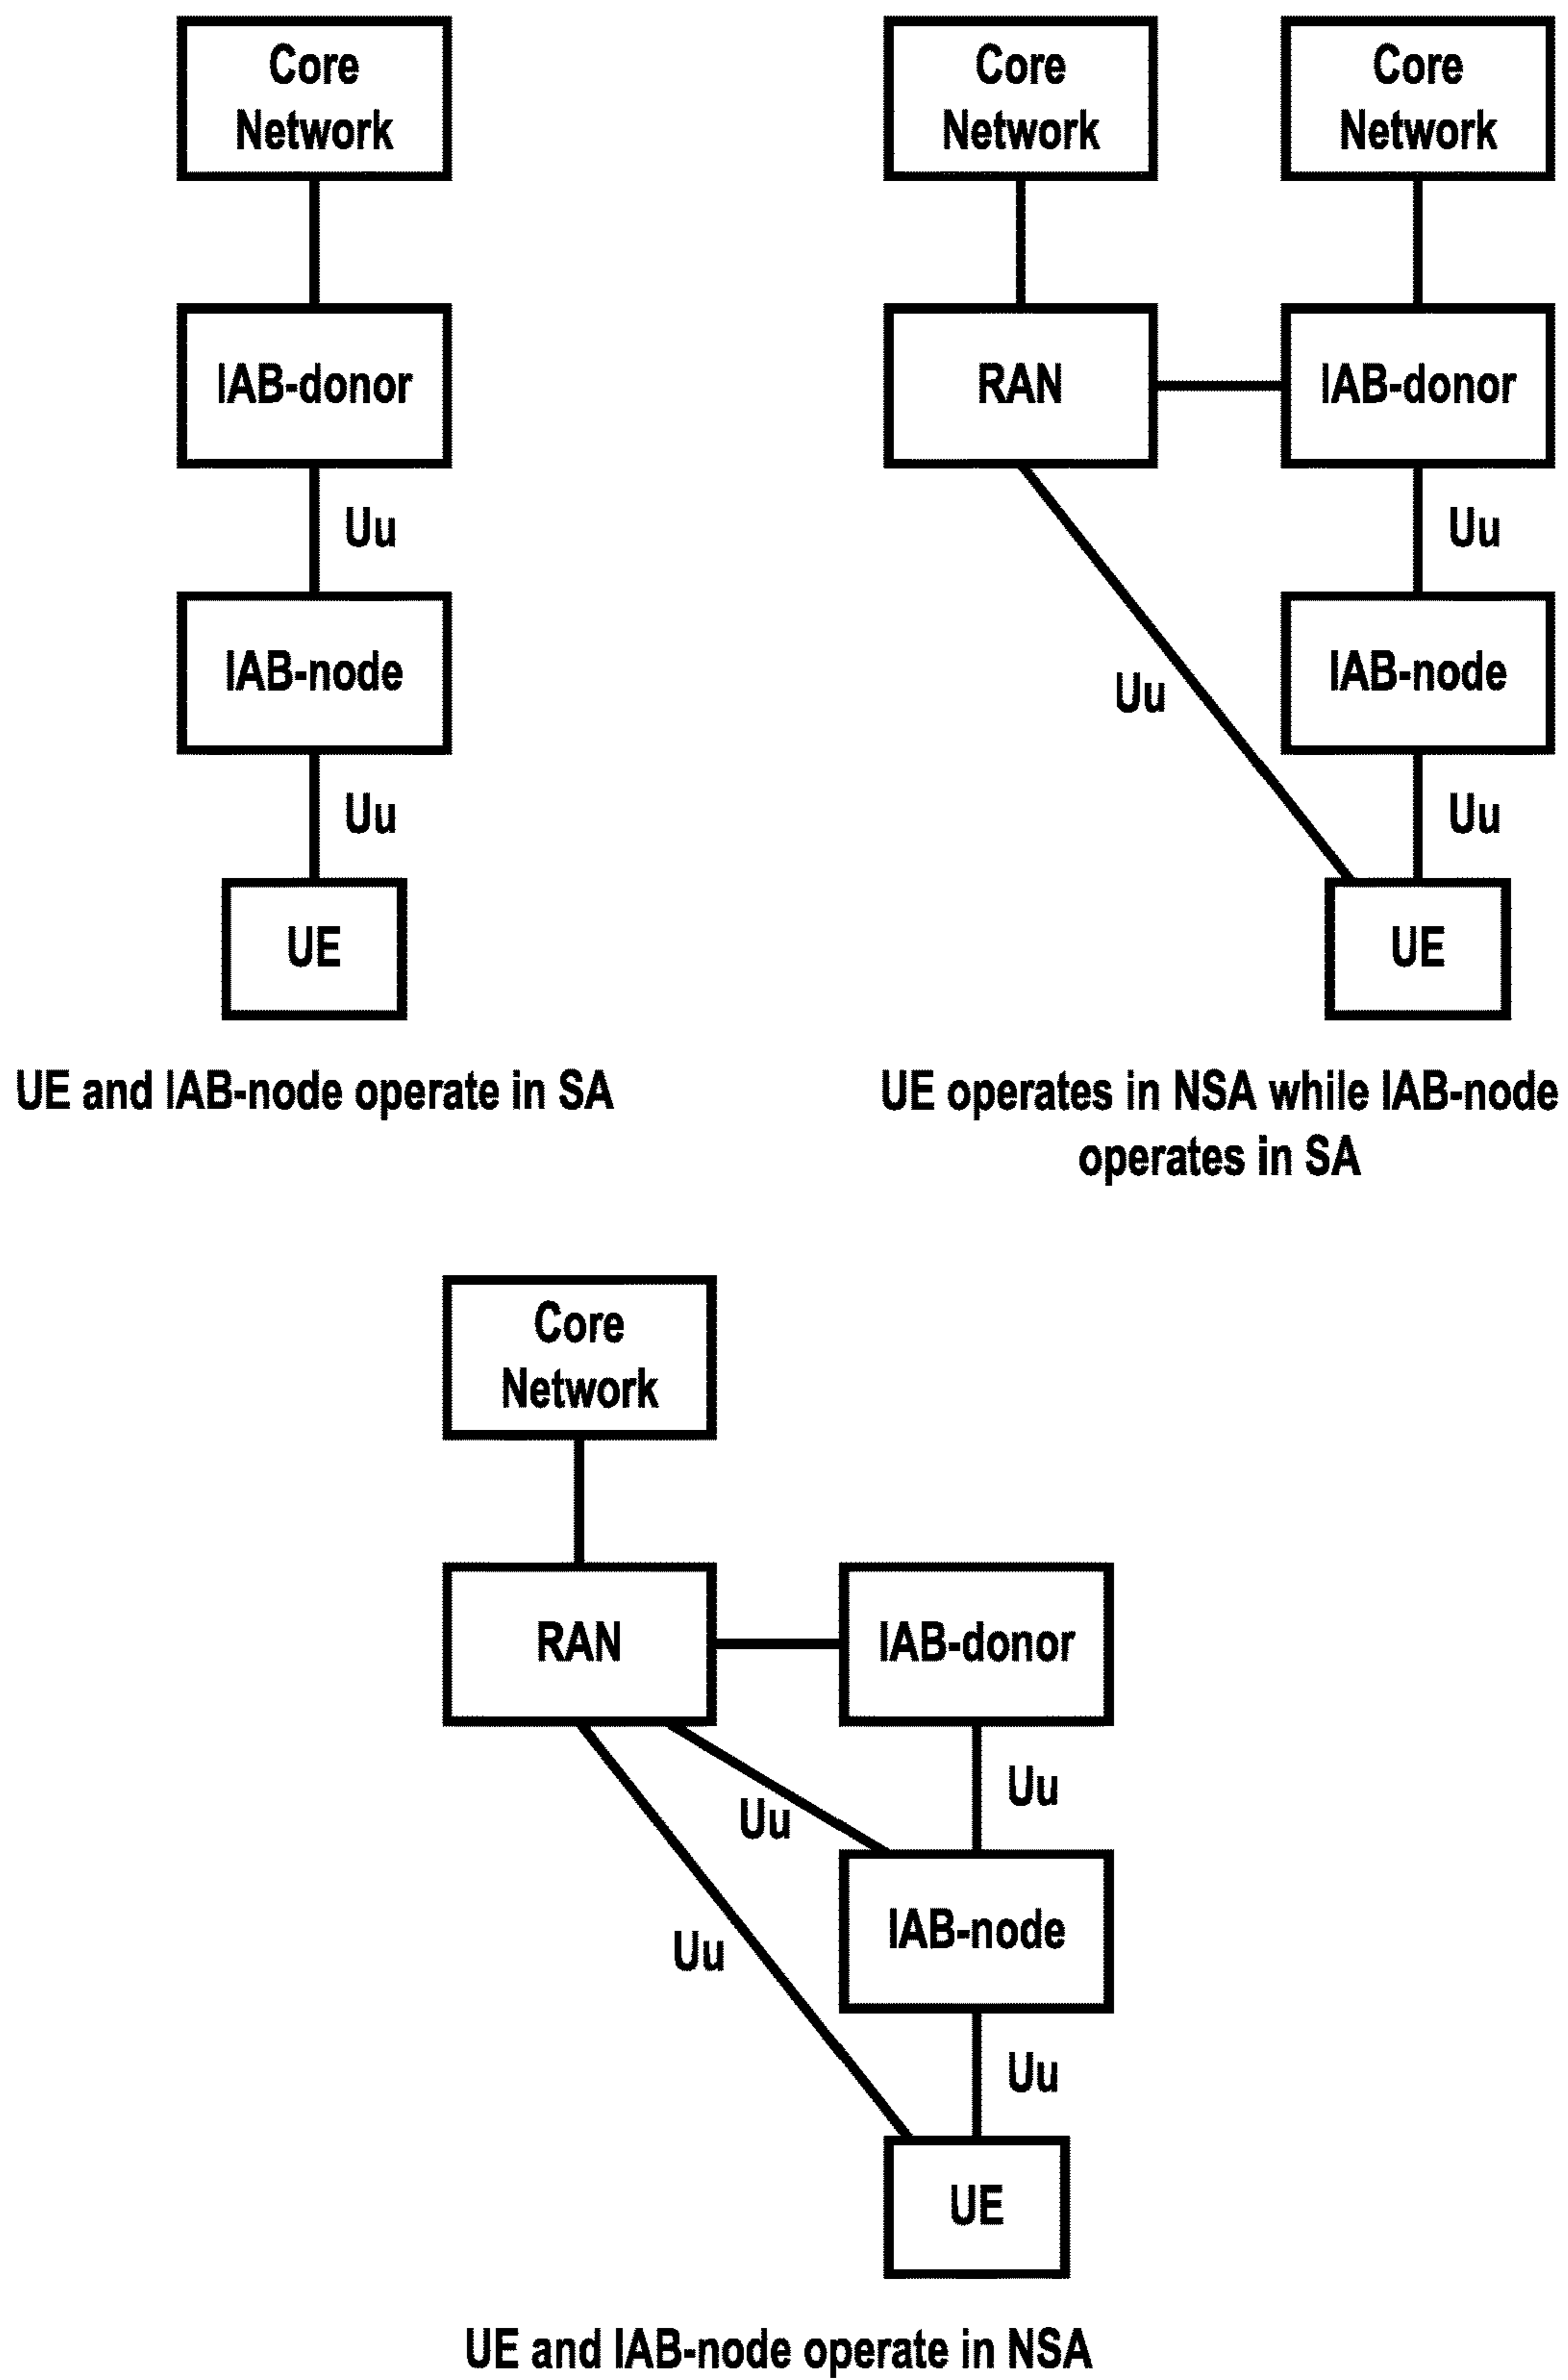 Core
Network
IAB-donor
Uu
IAB-node
Uu
UE
UE and IAB-node operate in SA
Core
Network
Core
Network
RAN
IAB-donor
Uu
IAB-node
Uu
Uu
UE
UE operates in NSA while IAB-node
operates in SA
Core
Network
RAN
IAB-donor
Uu
Uu
IAB-node
Uu
Uu
UE
UE and IAB-node operate in NSA